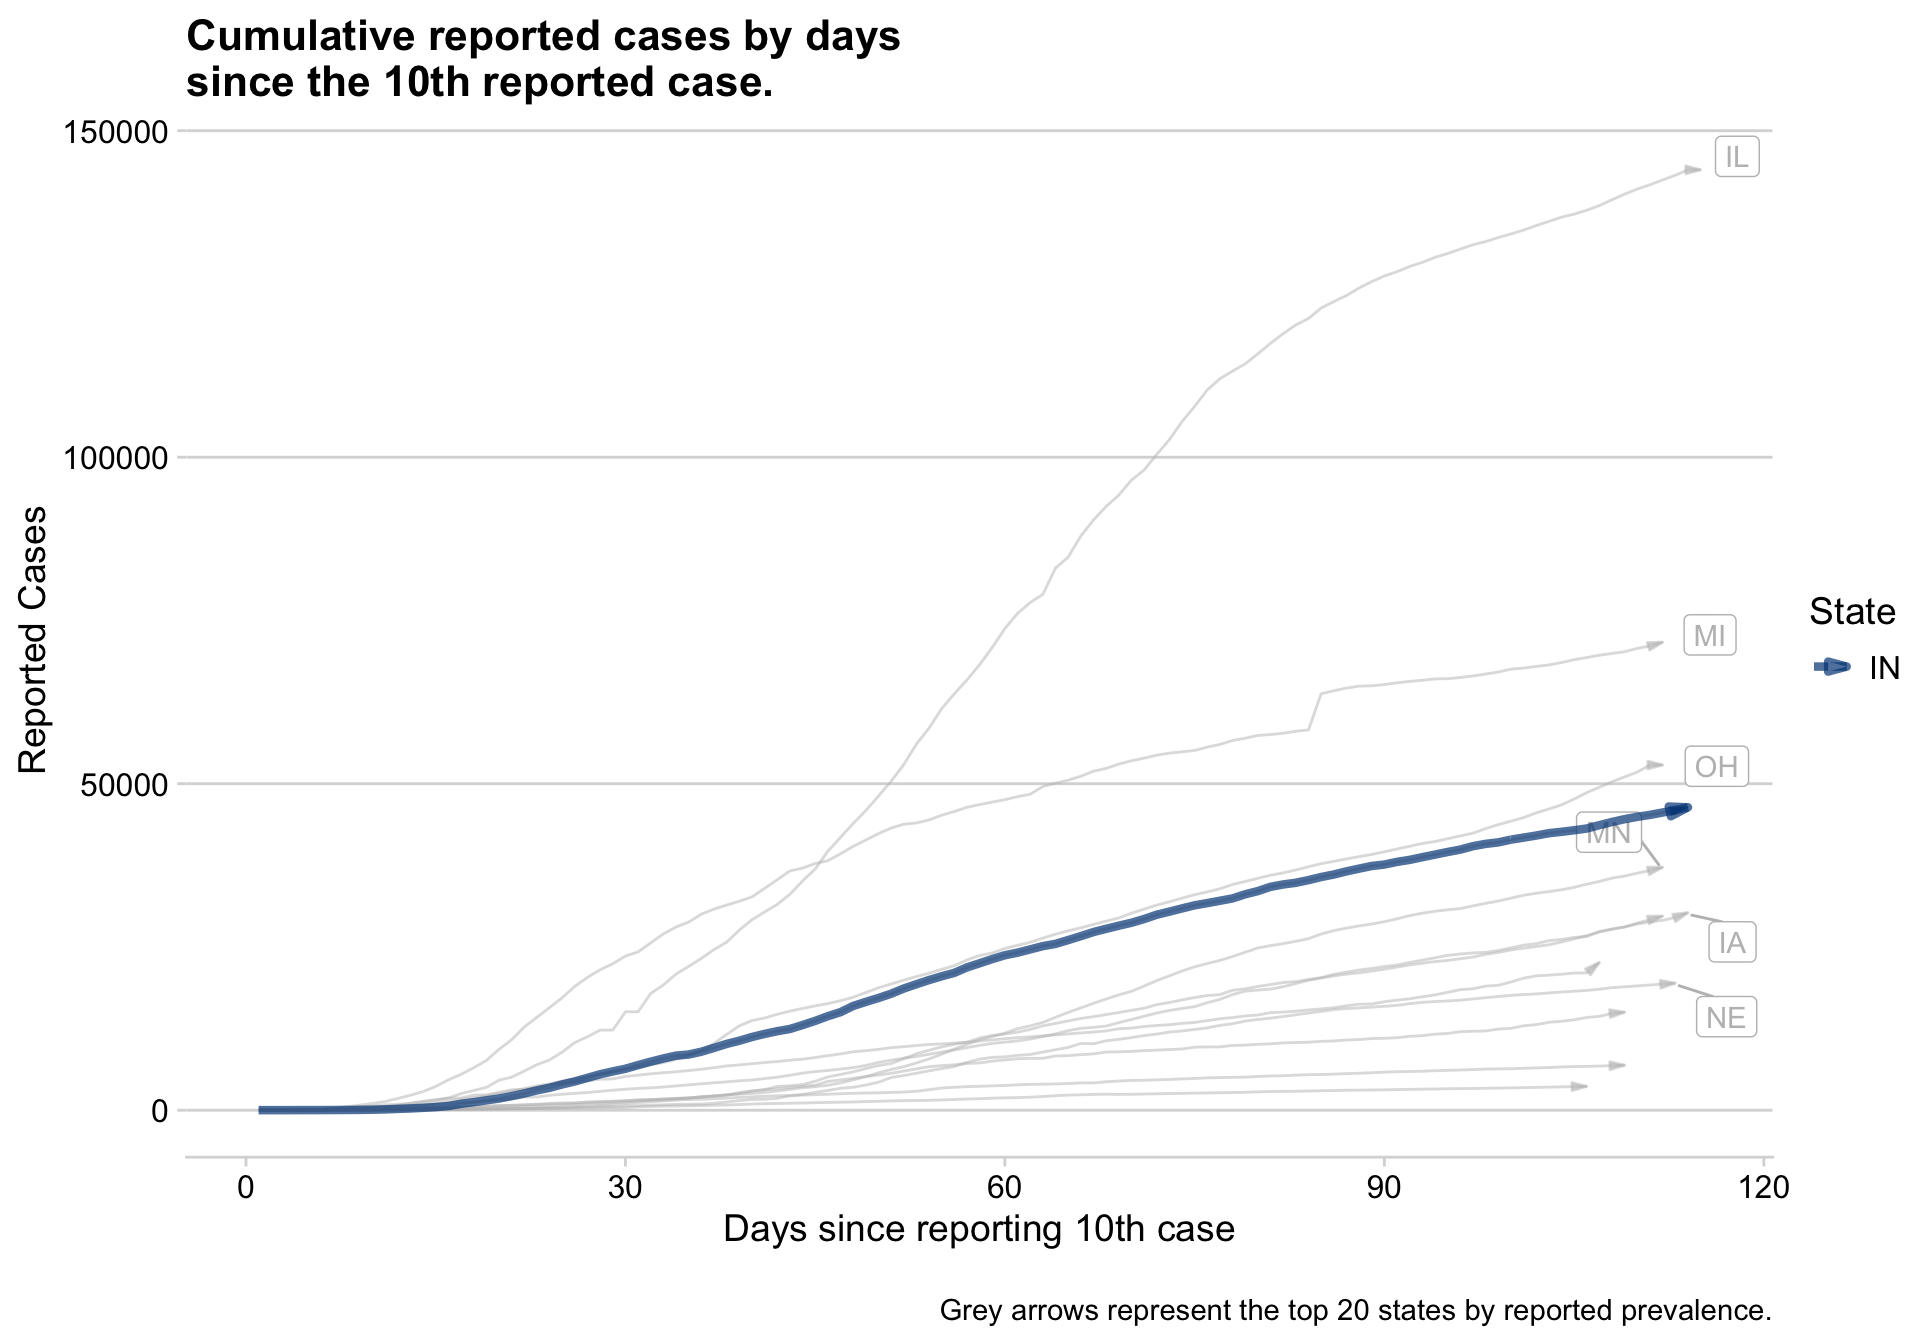 Cumulative reported cases by days
since the 10th reported case.
150000
100000
50000
0
Reported Cases
IL
MI
OH
MN
IA
NE
State
IN
0 30 60 90 120
Days since reporting 10th case
Grey arrows represent the top 20 states by reported prevalence.